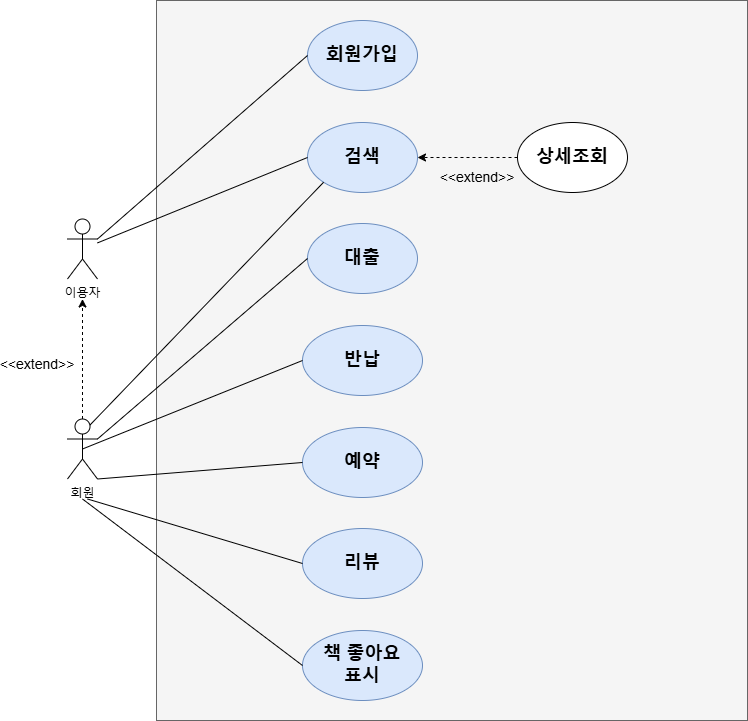 회원가입
검색
상세조회
<<extend>>
대출
이용자
<<extend>>
반납
예약
회원
리뷰
책 좋아요
표시